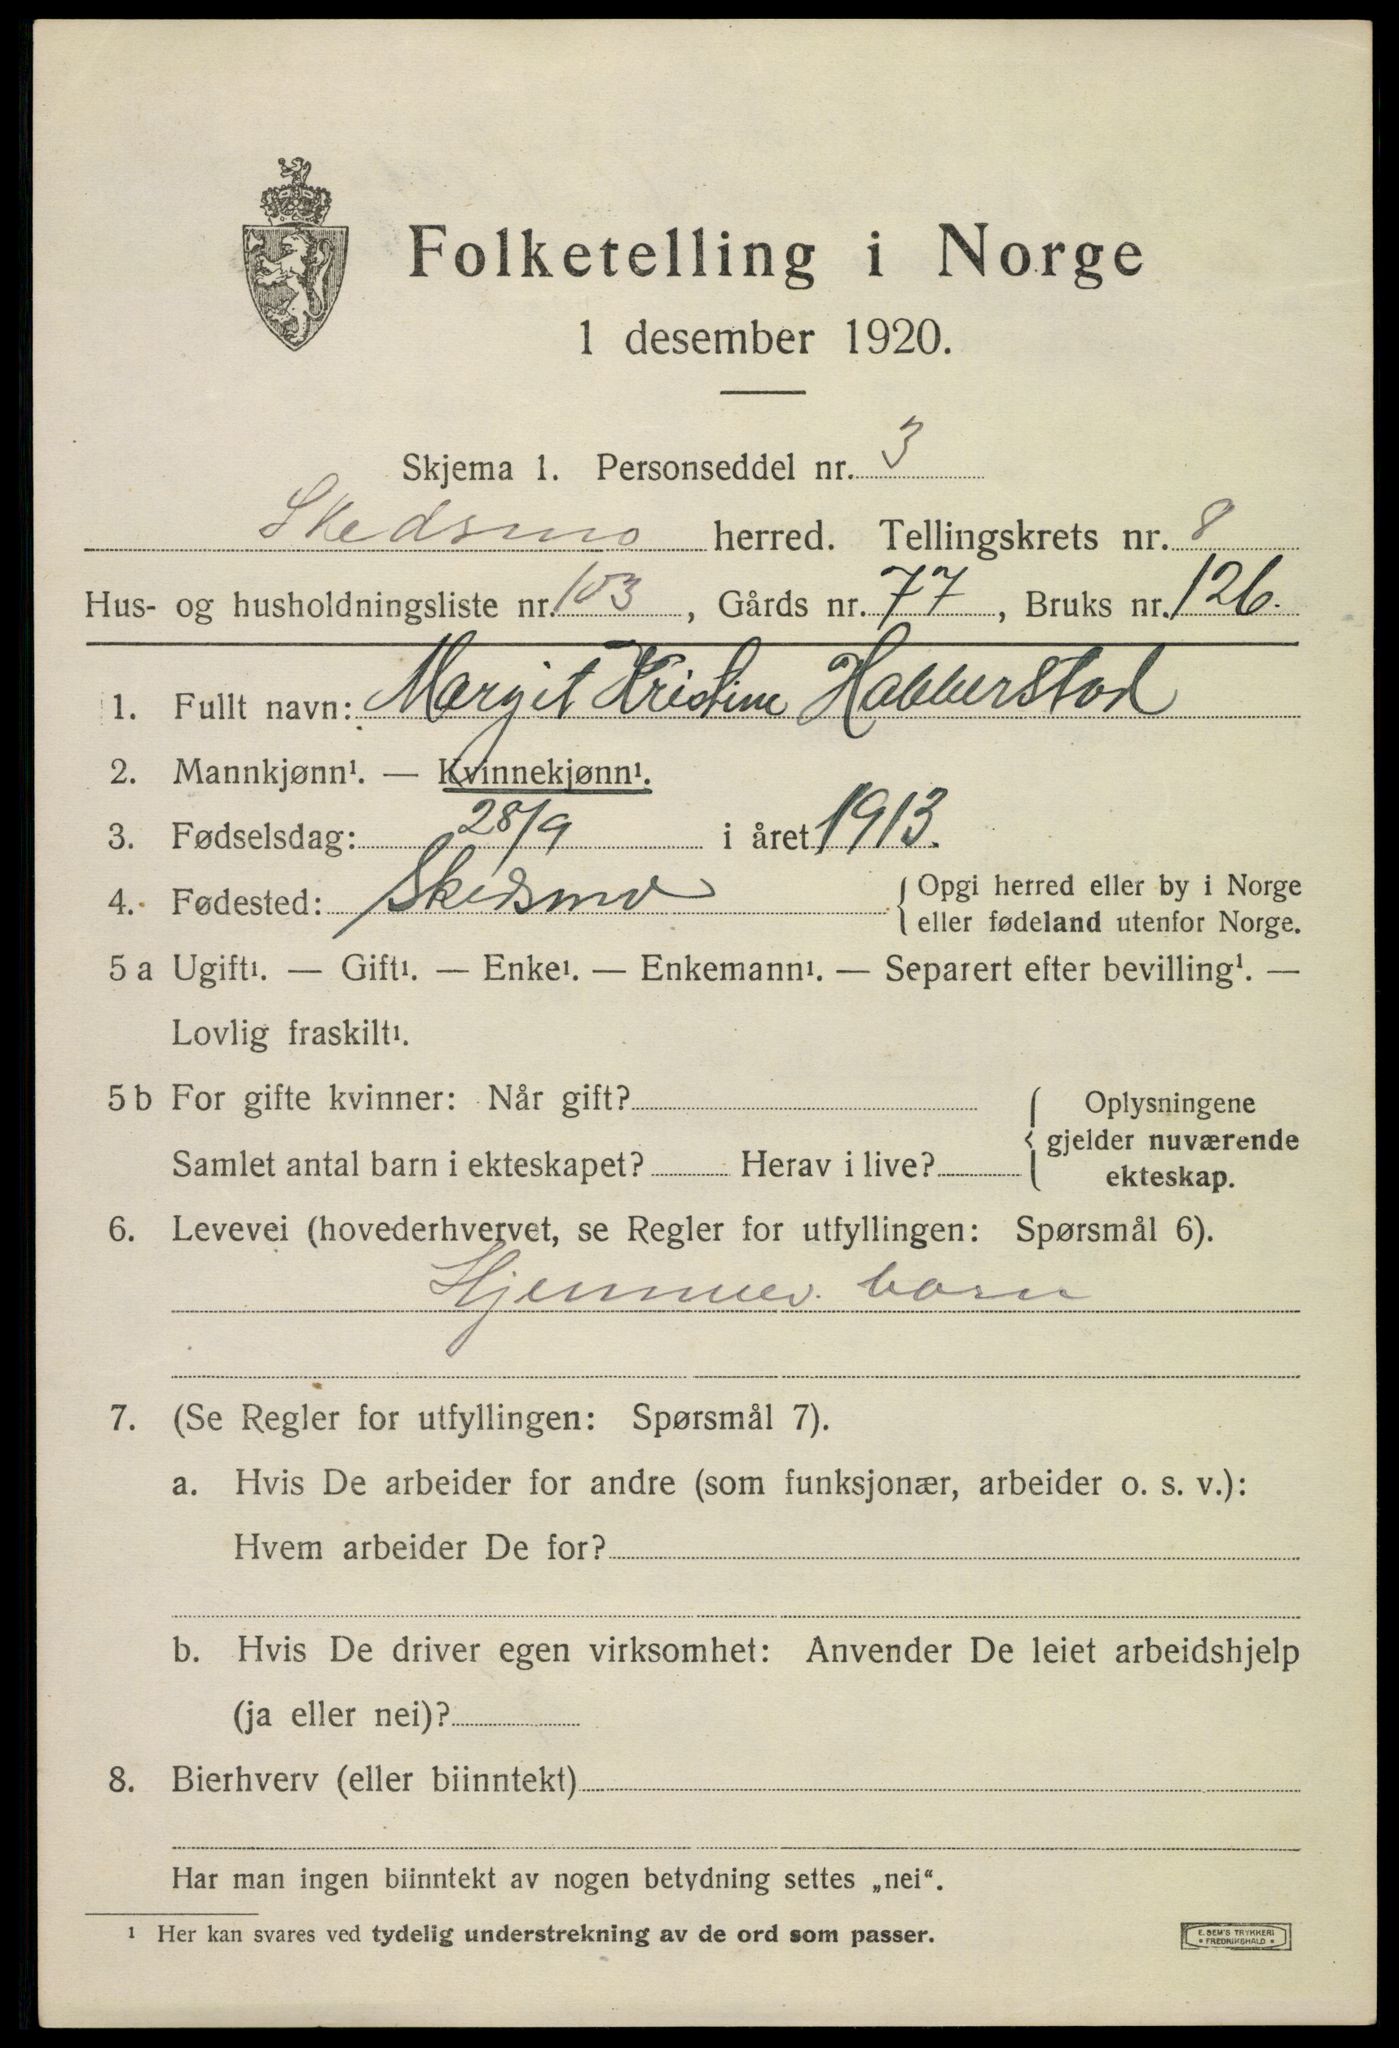 Folketelling i Norge
1 desember 1920.
Skjema 1. Personseddel nr. 3
Skedsmo herred. Tellingskrets nr. 8
Hus- og husholdningsliste nr. 103, Gårds nr. 77, Bruks nr. 126.
1. Fullt navn: Margit Kristine Habberstad
2. Mannkjønn¹. — Kvinnekjønn¹.
3. Fødselsdag: 28/9 i året 1913.
4. Fødested: Skedsmo { Opgi herred eller by i Norge
eller fødeland utenfor Norge.
5 a Ugift¹. — Gift¹. — Enke¹. — Enkemann¹. — Separert efter bevilling¹. —
Lovlig fraskilt¹.
5 b For gifte kvinner: Når gift?
Samlet antal barn i ekteskapet? Herav i live? { Oplysningene
gjelder nuværende
ekteskap.
6. Levevei (hovederhvervet, se Regler for utfyllingen: Spørsmål 6).
Hjemmev. barn
7. (Se Regler for utfyllingen: Spørsmål 7).
a. Hvis De arbeider for andre (som funksjonær, arbeider o. s. v.):
Hvem arbeider De for?
b. Hvis De driver egen virksomhet: Anvender De leiet arbeidshjelp
(ja eller nei)?
8. Bierhverv (eller biinntekt)
Har man ingen biinntekt av nogen betydning settes „nei“.
¹ Her kan svares ved tydelig understrekning av de ord som passer.
E. SEM'S TRYKKERI
• FREDRIKSHALD •